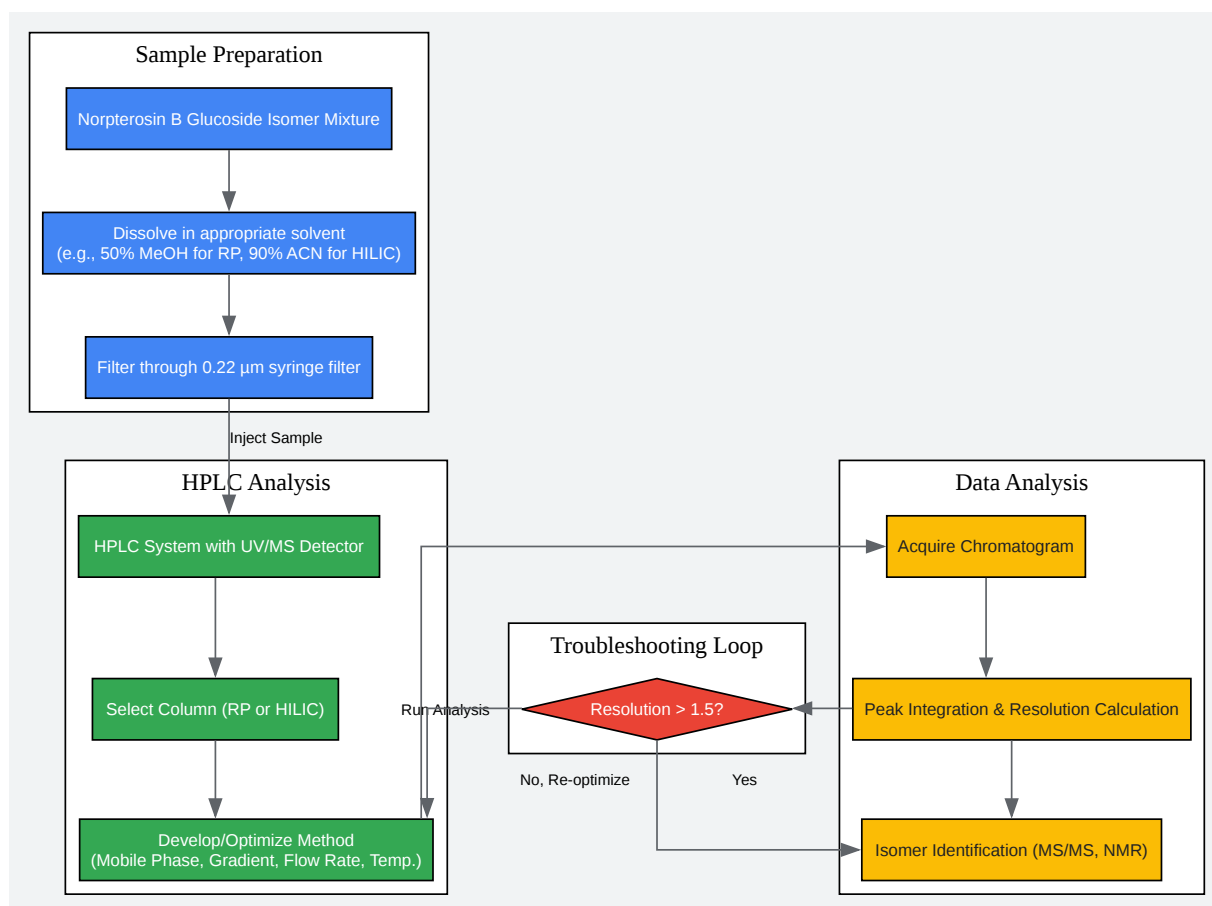 Sample Preparation
Norpterosin B Glucoside Isomer Mixture
Dissolve in appropriate solvent
(e.g., 50% MeOH for RP, 90% ACN for HILIC)
Filter through 0.22 µm syringe filter
Inject Sample
HPLC Analysis
HPLC System with UV/MS Detector
Select Column (RP or HILIC)
Develop/Optimize Method
(Mobile Phase, Gradient, Flow Rate, Temp.)
Run Analysis
Troubleshooting Loop
Resolution > 1.5?
No, Re-optimize
Yes
Data Analysis
Acquire Chromatogram
Peak Integration & Resolution Calculation
Isomer Identification (MS/MS, NMR)